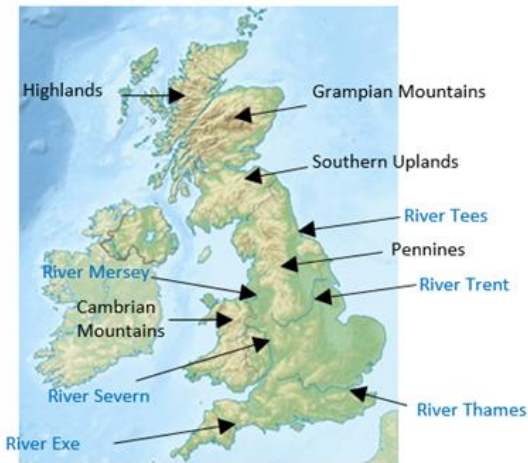 Highlands
Grampian Mountains
Southern Uplands
River Tees
Pennines
River Mersey
River Trent
Cambrian
Mountains
River Severn
River Thames
River Exe